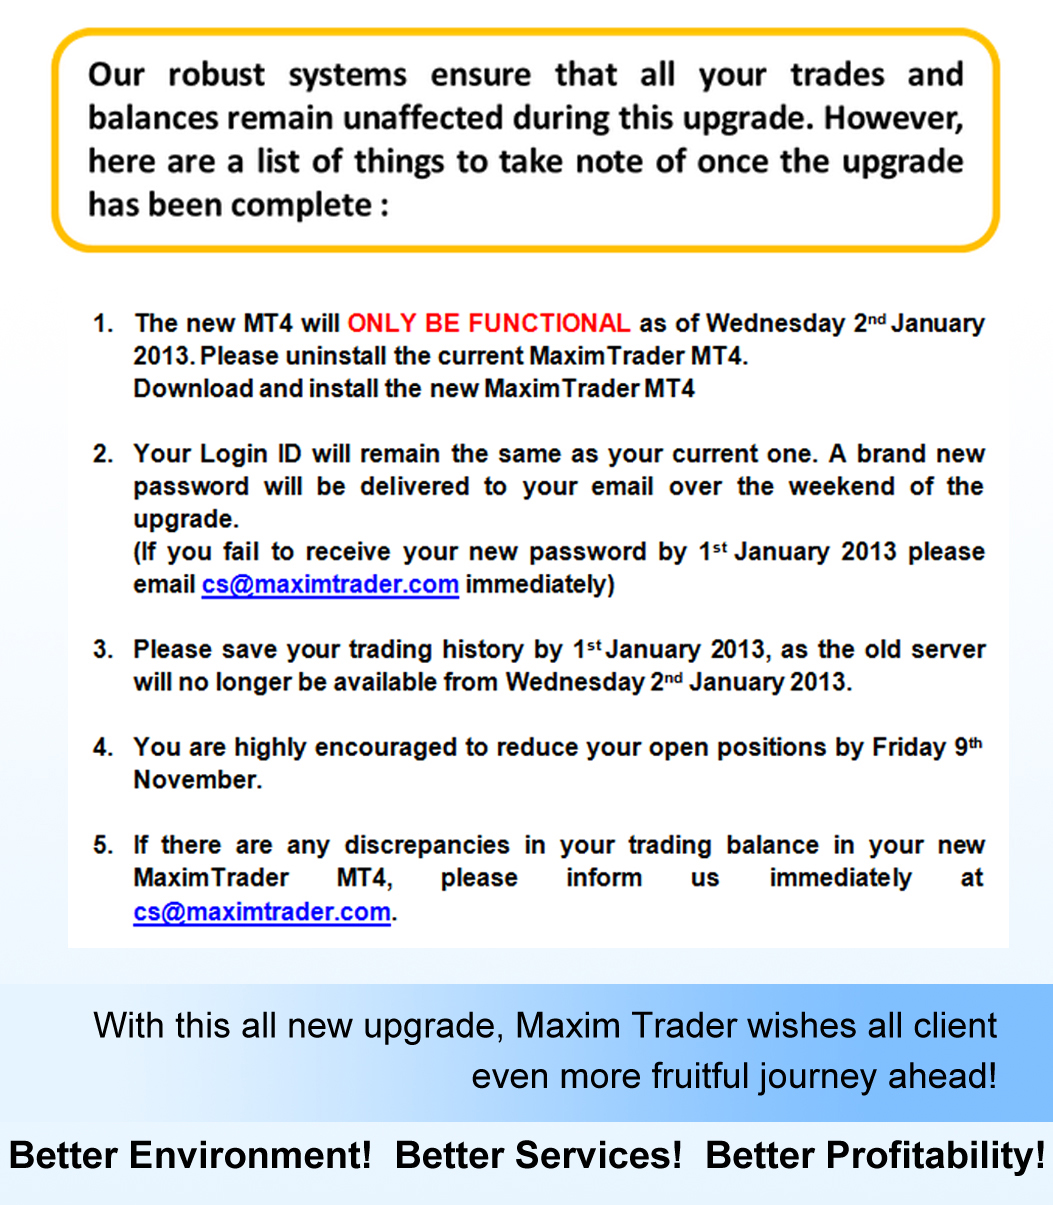 Our robust systems ensure that all your trades and
balances remain unaffected during this upgrade. However,
here are a list of things to take note of once the upgrade
has been complete :
1. The new MT4 will ONLY BE FUNCTIONAL as of Wednesday 2nd January
2013. Please uninstall the current MaximTrader MT4.
Download and install the new MaximTrader MT4
2. Your Login ID will remain the same as your current one. A brand new
password will be delivered to your email over the weekend of the
upgrade.
(If you fail to receive your new password by 1st January 2013 please
email cs@maximtrader.com immediately)
3. Please save your trading history by 1st January 2013, as the old server
will no longer be available from Wednesday 2nd January 2013.
4. You are highly encouraged to reduce your open positions by Friday 9th
November.
5. If there are any discrepancies in your trading balance in your new
MaximTrader MT4, please inform us immediately at
cs@maximtrader.com.
With this all new upgrade, Maxim Trader wishes all client
even more fruitful journey ahead!
Better Environment! Better Services! Better Profitability!